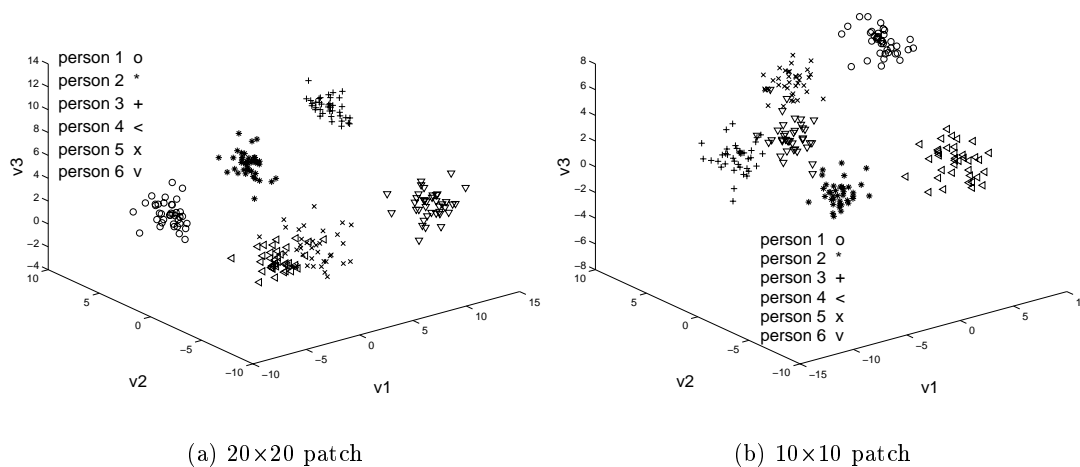 person 1 o
person 2 *
person 3 +
person 4 <
person 5 x
person 6 v
14
12
10
8
6
4
2
0
−2
−4
v3
10
5
0
−5
−10
v2
−10
−5
0
5
10
15
v1
(a) 20×20 patch
8
6
4
2
0
−2
−4
−6
−8
v3
person 1 o
person 2 *
person 3 +
person 4 <
person 5 x
person 6 v
10
5
0
−5
−10
v2
−15
−10
−5
0
5
v1
(b) 10×10 patch